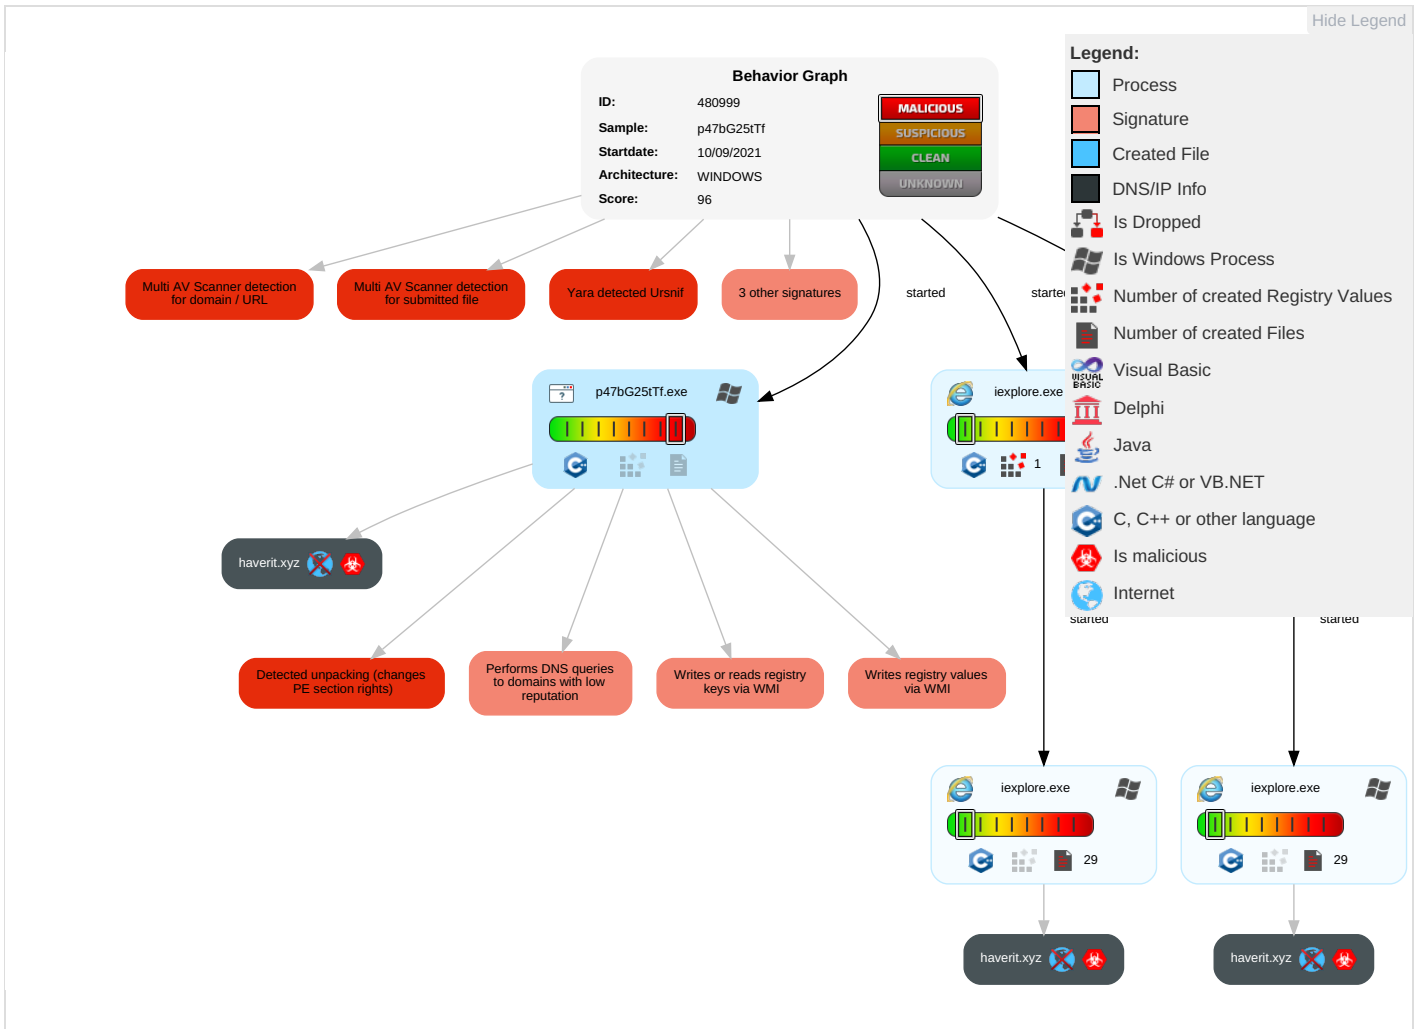 Hide Legend
Legend:
Process
Signature
Created File
DNS/IP Info
Is Dropped
Is Windows Process
Number of created Registry Values
Number of created Files
Visual Basic
VISUAL
BASIC
Delphi
Java
.Net C# or VB.NET
C, C++ or other language
Is malicious
Internet
Behavior Graph
ID: 480999
Sample: p47bG25tTf
Startdate: 10/09/2021
Architecture: WINDOWS
Score: 96
MALICIOUS
SUSPICIOUS
CLEAN
UNKNOWN
Multi AV Scanner detection
for domain / URL
Multi AV Scanner detection
for submitted file
Yara detected Ursnif
3 other signatures
started
started
p47bG25tTf.exe
iexplore.exe
1
haverit.xyz
started
started
Detected unpacking (changes
PE section rights)
Performs DNS queries
to domains with low
reputation
Writes or reads registry
keys via WMI
Writes registry values
via WMI
iexplore.exe
29
iexplore.exe
29
haverit.xyz
haverit.xyz